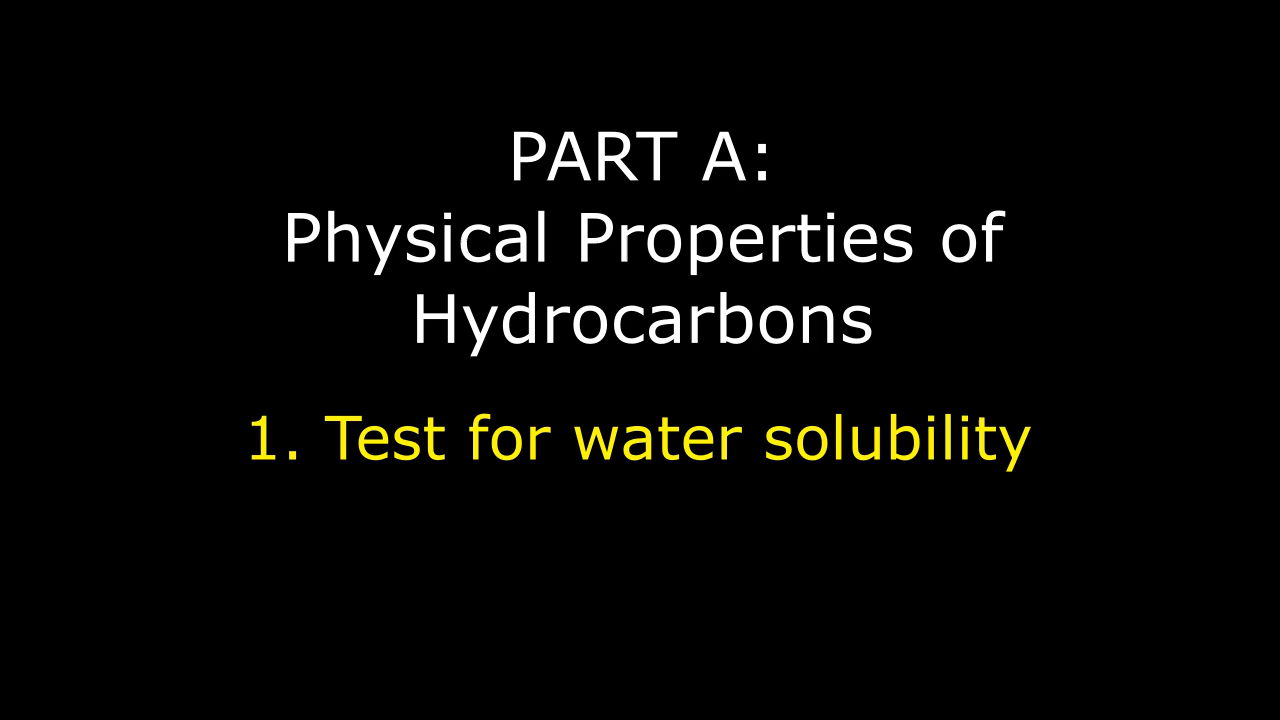 PART A:
Physical Properties of
Hydrocarbons
1. Test for water solubility